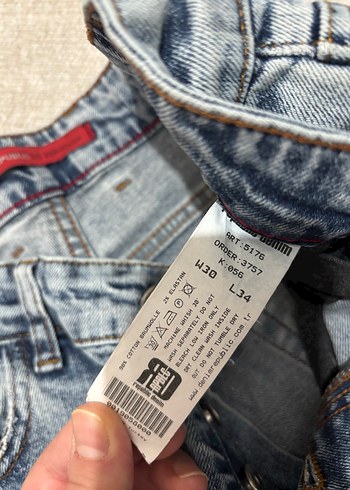 denim
ART:5176
ORDER:3757
K:056
W30 L34
98% COTTON BAUMWOLLE
2% ELASTAN
MACHINE WASH 30
WASH SEPARATELY DO NOT
BLEACH LOW IRON ONLY
DRY CLEAN WASH INSIDE
OUT DO NOT TUMBLE DRY
www.denimrepublic.com.tr